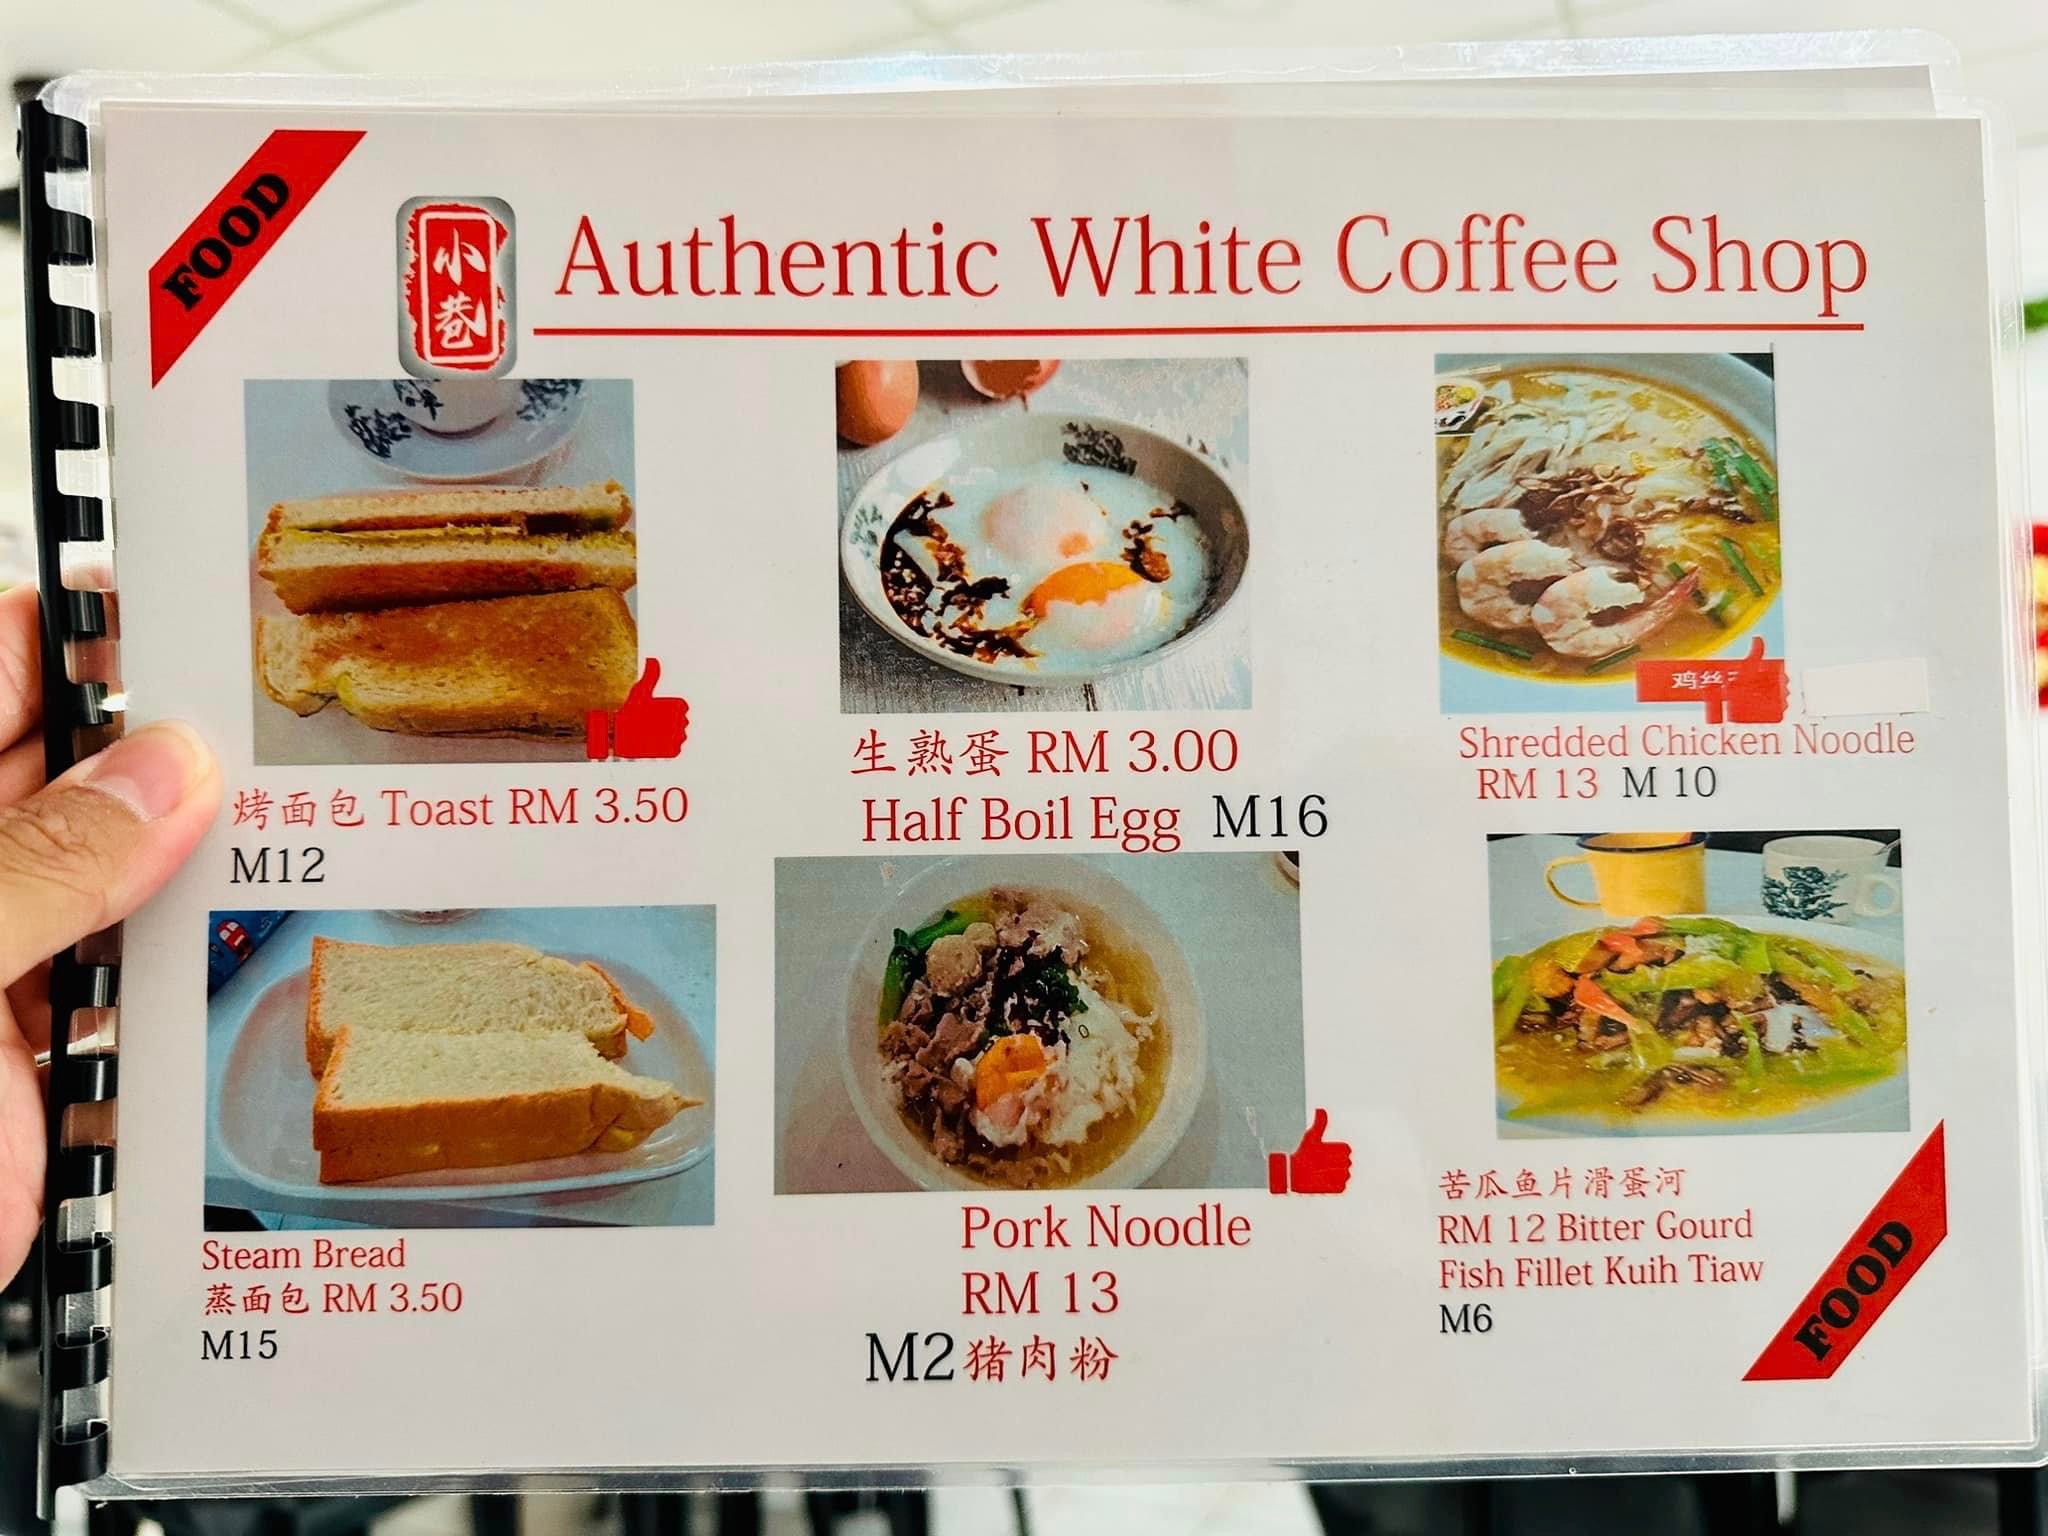 FOOD
小巷
Authentic White Coffee Shop
烤面包 Toast RM 3.50
M12
生熟蛋 RM 3.00
Half Boil Egg M16
鸡丝
Shredded Chicken Noodle
RM 13 M 10
Steam Bread
蒸面包 RM 3.50
M15
Pork Noodle
RM 13
M2 猪肉粉
苦瓜鱼片滑蛋河
RM 12 Bitter Gourd
Fish Fillet Kuih Tiaw
M6
FOOD